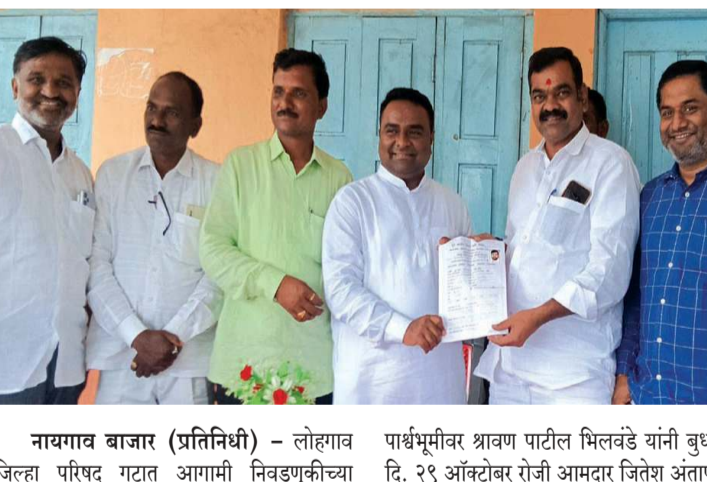 नायगाव बाजार (प्रतिनिधी) – लोहगाव
जिल्हा परिषद गटात आगामी निवडणुकीच्या
पार्श्वभूमीवर श्रावण पाटील भिलवंडे यांनी
दि. २९ ऑक्टोबर रोजी आमदार जितेश